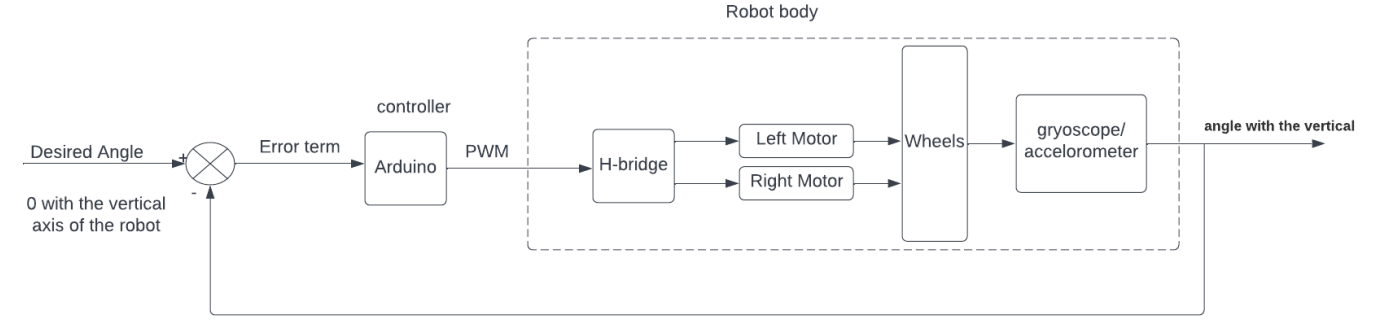 Robot body
controller
Desired Angle
+
-
0 with the vertical
axis of the robot
Error term
Arduino
PWM
H-bridge
Left Motor
Right Motor
Wheels
gryoscope/
accelorometer
angle with the vertical